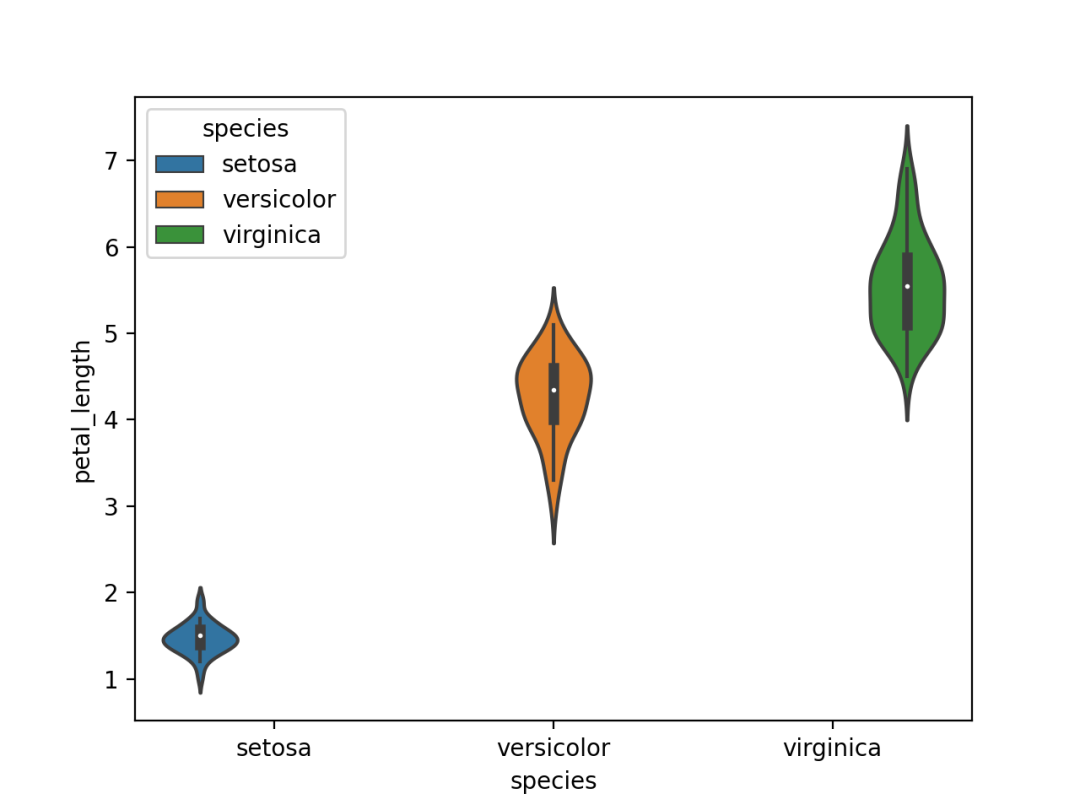 species
setosa
versicolor
virginica
petal_length
7
6
5
4
3
2
1
setosa versicolor virginica
species